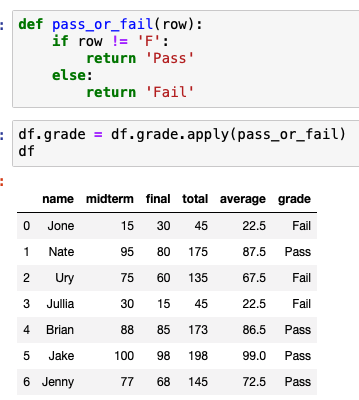 : def pass_or_fail(row):
if row != 'F':
return 'Pass'
else:
return 'Fail'
: df.grade = df.grade.apply(pass_or_fail)
df
:
name midterm final total average grade
0 Jone 15 30 45 22.5 Fail
1 Nate 95 80 175 87.5 Pass
2 Ury 75 60 135 67.5 Fail
3 Jullia 30 15 45 22.5 Fail
4 Brian 88 85 173 86.5 Pass
5 Jake 100 98 198 99.0 Pass
6 Jenny 77 68 145 72.5 Pass